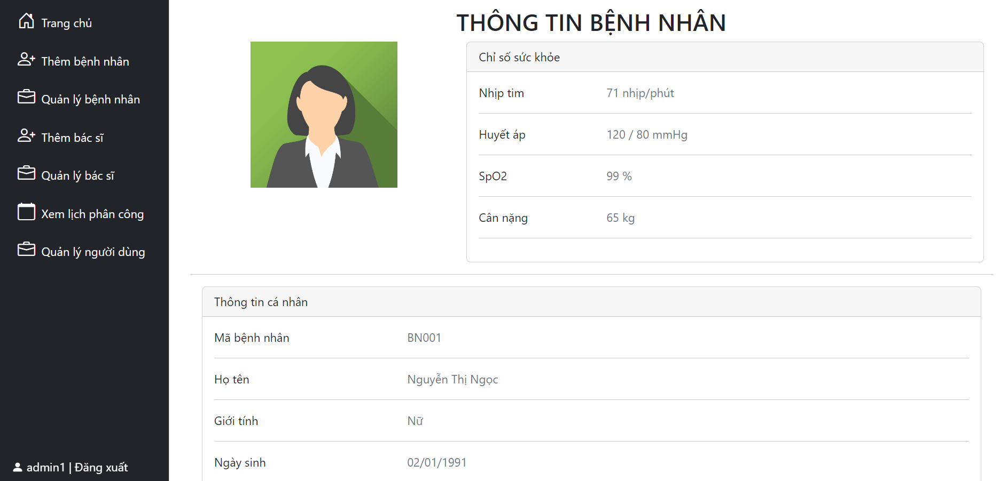 Trang chủ
Thêm bệnh nhân
Quản lý bệnh nhân
Thêm bác sĩ
Quản lý bác sĩ
Xem lịch phân công
Quản lý người dùng
admin1 | Đăng xuất
THÔNG TIN BỆNH NHÂN
Chỉ số sức khỏe
Nhịp tim 71 nhịp/phút
Huyết áp 120 / 80 mmHg
SpO2 99 %
Cân nặng 65 kg
Thông tin cá nhân
Mã bệnh nhân BN001
Họ tên Nguyễn Thị Ngọc
Giới tính Nữ
Ngày sinh 02/01/1991